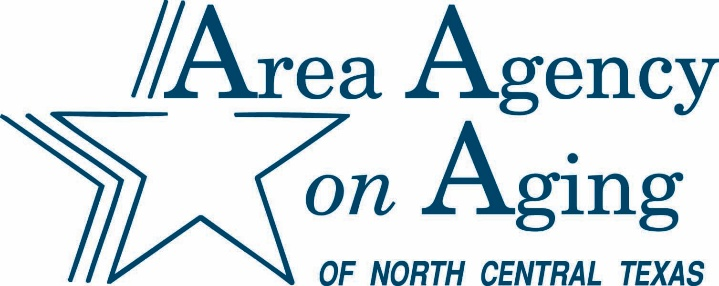 Area Agency
on Aging
OF NORTH CENTRAL TEXAS